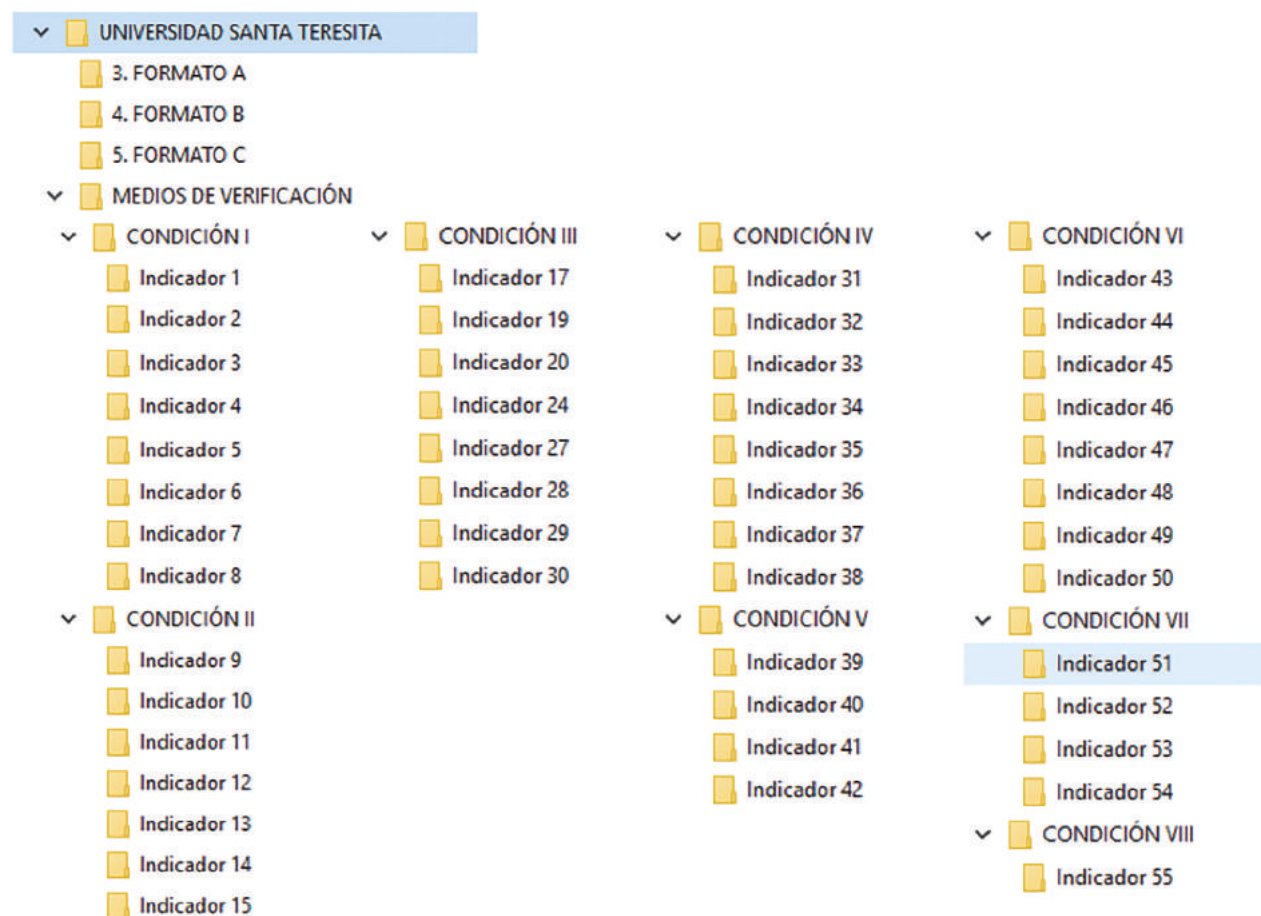 UNIVERSIDAD SANTA TERESITA
3. FORMATO A
4. FORMATO B
5. FORMATO C
MEDIOS DE VERIFICACIÓN
CONDICIÓN I
Indicador 1
Indicador 2
Indicador 3
Indicador 4
Indicador 5
Indicador 6
Indicador 7
Indicador 8
CONDICIÓN II
Indicador 9
Indicador 10
Indicador 11
Indicador 12
Indicador 13
Indicador 14
Indicador 15
CONDICIÓN III
Indicador 17
Indicador 19
Indicador 20
Indicador 24
Indicador 27
Indicador 28
Indicador 29
Indicador 30
CONDICIÓN IV
Indicador 31
Indicador 32
Indicador 33
Indicador 34
Indicador 35
Indicador 36
Indicador 37
Indicador 38
CONDICIÓN V
Indicador 39
Indicador 40
Indicador 41
Indicador 42
CONDICIÓN VI
Indicador 43
Indicador 44
Indicador 45
Indicador 46
Indicador 47
Indicador 48
Indicador 49
Indicador 50
CONDICIÓN VII
Indicador 51
Indicador 52
Indicador 53
Indicador 54
CONDICIÓN VIII
Indicador 55